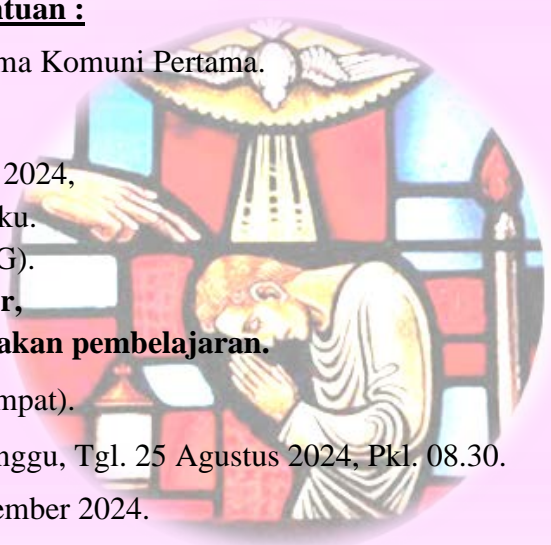 ntuan :
ma Komuni Pertama.
2024,
ku.
G).
r,
akan pembelajaran.
mpat).
nggu, Tgl. 25 Agustus 2024, Pkl. 08.30.
ember 2024.